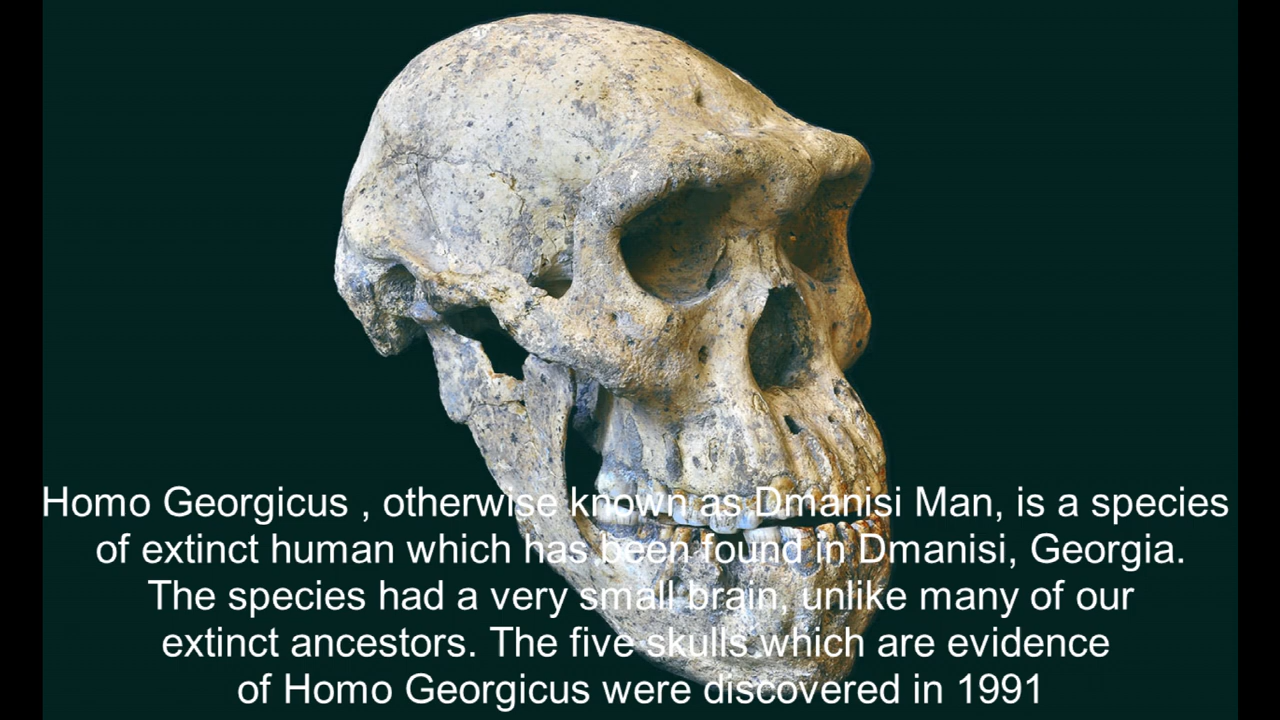 Homo Georgicus , otherwise known as Dmanisi Man, is a species
of extinct human which has been found in Dmanisi, Georgia.
The species had a very small brain, unlike many of our
extinct ancestors. The five skulls which are evidence
of Homo Georgicus were discovered in 1991